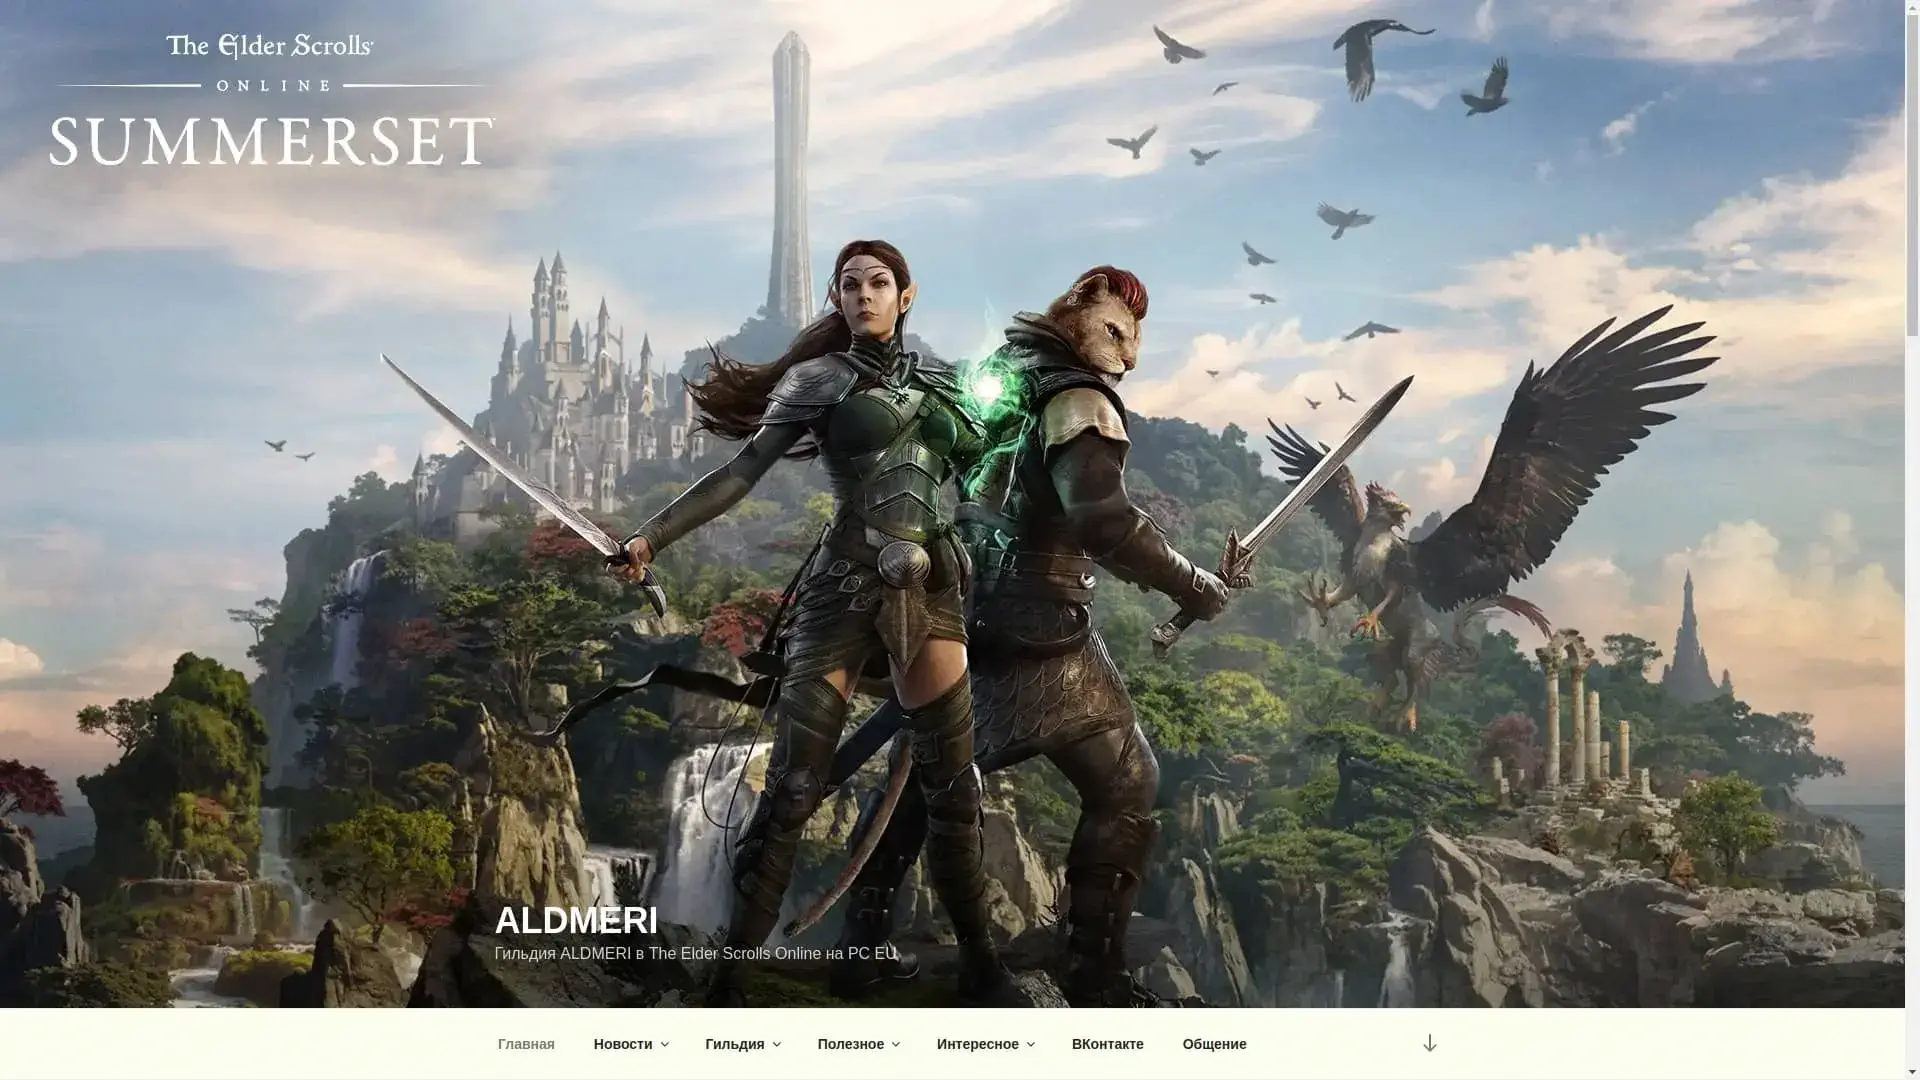 The Elder Scrolls
ONLINE
SUMMERSET
ALDMERI
Гильдия ALDMERI в The Elder Scrolls Online на PC EU
Главная Новости Гильдия Полезное Интересное ВКонтакте Общение